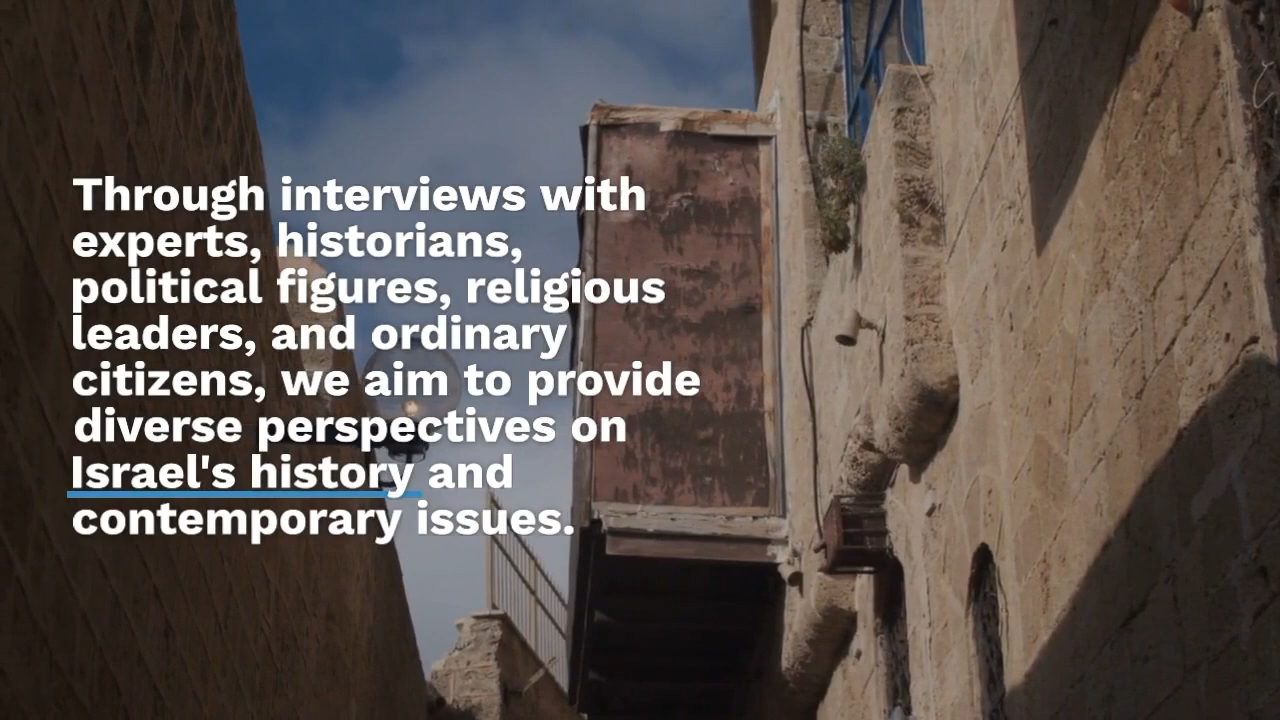 Through interviews with
experts, historians,
political figures, religious
leaders, and ordinary
citizens, we aim to provide
diverse perspectives on
Israel's history and
contemporary issues.